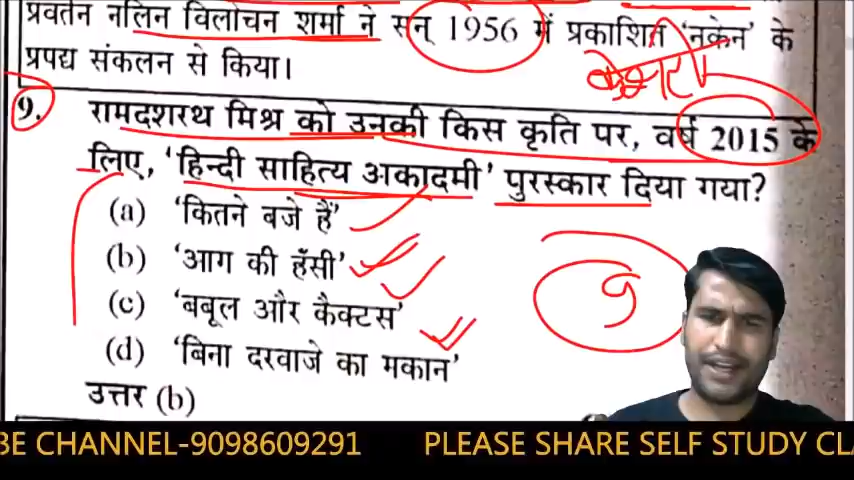 प्रवर्तन नलिन विलोचन शर्मा ने सन् 1956 में प्रकाशित 'नकेन' के
प्रपद्य संकलन से किया।
9. रामदशरथ मिश्र को उनकी किस कृति पर, वर्ष 2015 के
लिए, 'हिन्दी साहित्य अकादमी' पुरस्कार दिया गया?
(a) 'कितने बजे हैं'
(b) 'आग की हँसी'
(c) 'बबूल और कैक्टस'
9
(d) 'बिना दरवाजे का मकान'
उत्तर (b)
BE CHANNEL-9098609291 PLEASE SHARE SELF STUDY CLA